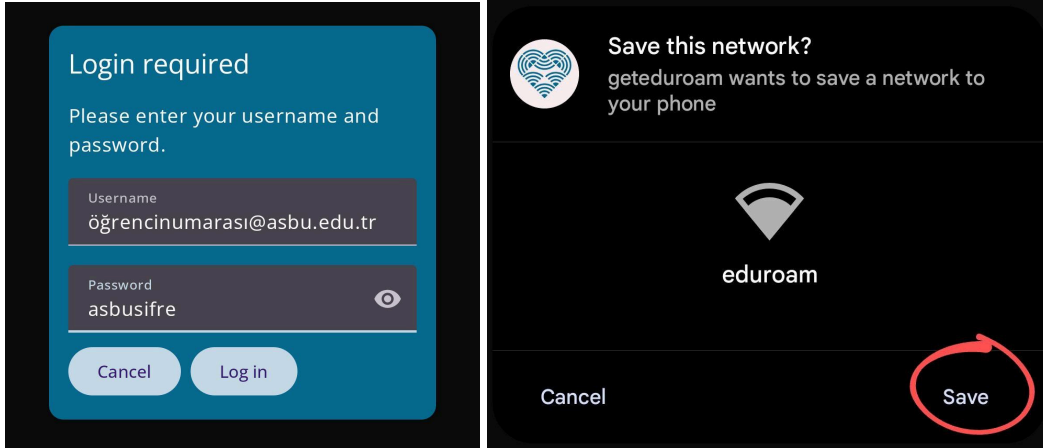 Login required
Please enter your username and
password.
Username
öğrencinumarası@asbu.edu.tr
Password
asbusifre
Cancel
Log in
Save this network?
geteduroam wants to save a network to
your phone
eduroam
Cancel
Save